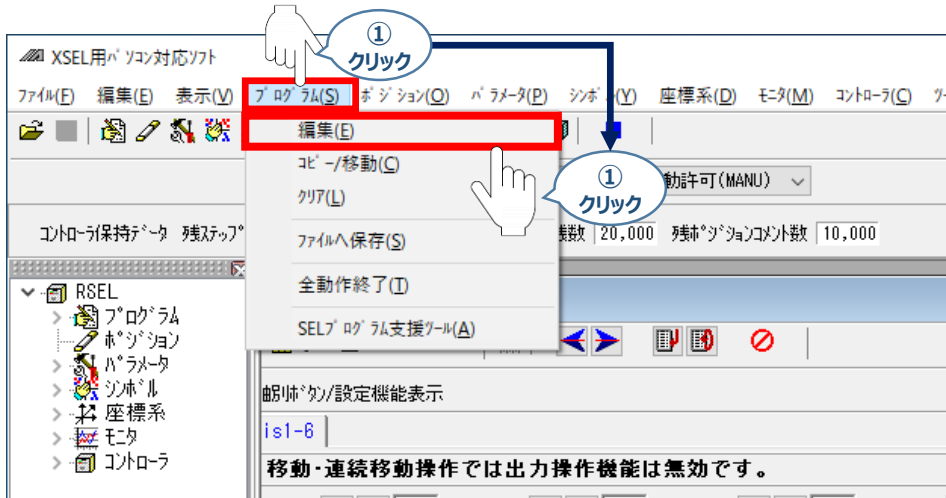 ①
クリック
XSEL用パソコン対応ソフト
ファイル(F) 編集(E) 表示(V) プログラム(S) ポジション(O) パラメータ(P) シンボル(Y) 座標系(D) モニタ(M) コントローラ(C)
編集(E)
コピー/移動(C)
クリア(L)
ファイルへ保存(S)
全動作終了(T)
SELプログラム支援ツール(A)
①
クリック
動許可(MANU)
コントローラ保持データ 残ステップ 残数 20,000 残ポジションコメント数 10,000
RSEL
プログラム
ポジション
パラメータ
シンボル
座標系
モニタ
コントローラ
特別ボタン/設定機能表示
is1-6
移動・連続移動操作では出力操作機能は無効です。